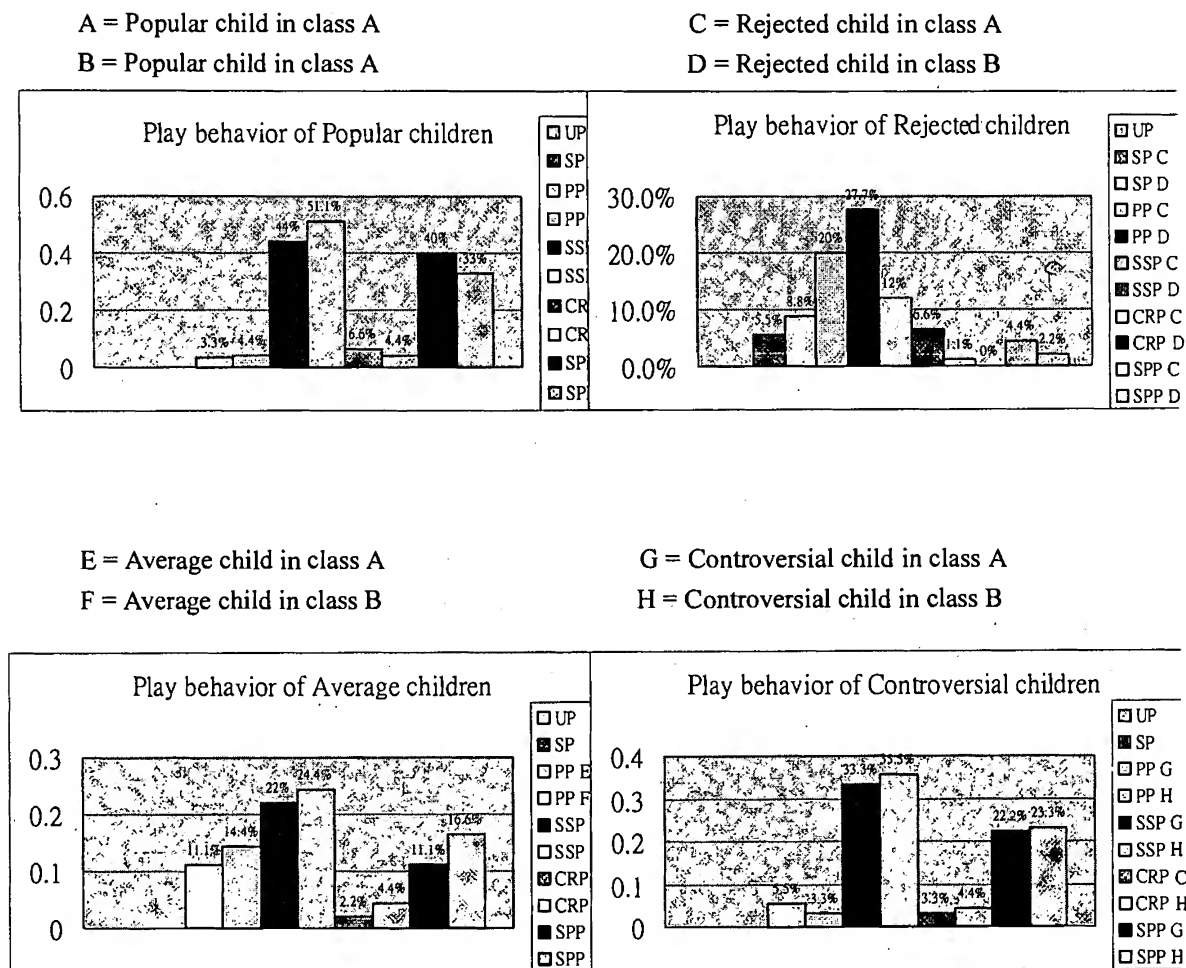 A = Popular child in class A
B = Popular child in class A
C = Rejected child in class A
D = Rejected child in class B
Play behavior of Popular children
0.6
0.4
0.2
0
3.3%
4.4%
44%
51.1%
6.6%
4.4%
40%
33%
UP
SP
PP
PP
SSI
SSI
CR
CR
SP
SP
Play behavior of Rejected children
30.0%
20.0%
10.0%
0.0%
5.5%
8.8%
20%
27.7%
12%
6.6%
1.1%
0%
4.4%
2.2%
UP
SP C
SP D
PP C
PP D
SSP C
SSP D
CRP C
CRP D
SPP C
SPP D
E = Average child in class A
F = Average child in class B
G = Controversial child in class A
H = Controversial child in class B
Play behavior of Average children
0.3
0.2
0.1
0
11.1%
14.4%
22%
24.4%
2.2%
4.4%
11.1%
16.6%
UP
SP
PP E
PP F
SSP
SSP
CRP
CRP
SPP
SPP
Play behavior of Controversial children
0.4
0.3
0.2
0.1
0
5.5%
3.3%
33.3%
35.5%
3.3%
4.4%
22.2%
23.3%
UP
SP
PP G
PP H
SSP G
SSP H
CRP C
CRP H
SPP G
SPP H